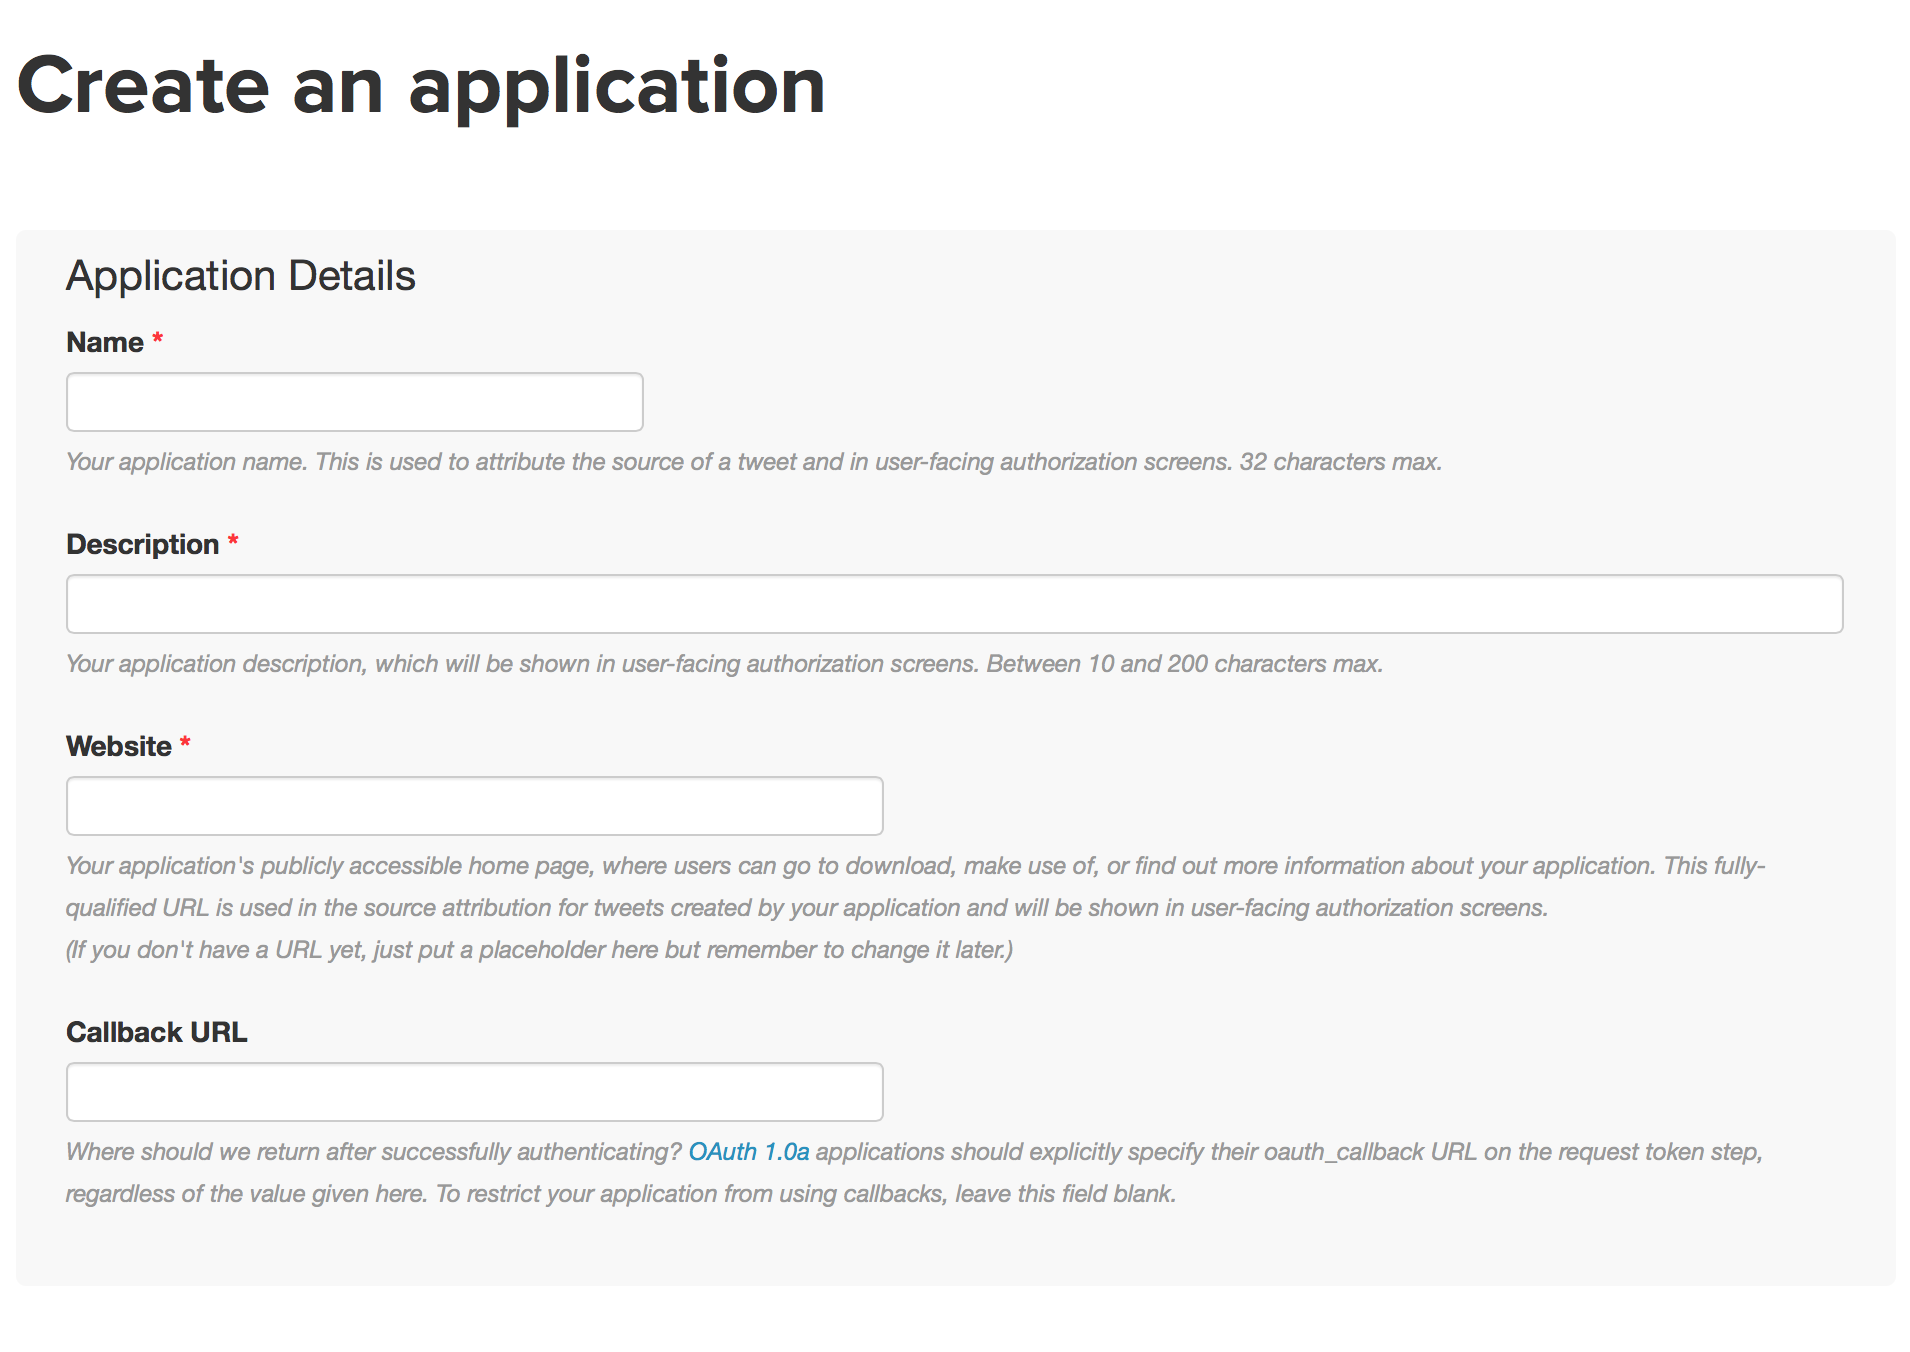 Create an application
Application Details
Name *
Your application name. This is used to attribute the source of a tweet and in user-facing authorization screens. 32 characters max.
Description *
Your application description, which will be shown in user-facing authorization screens. Between 10 and 200 characters max.
Website *
Your application's publicly accessible home page, where users can go to download, make use of, or find out more information about your application. This fully-
qualified URL is used in the source attribution for tweets created by your application and will be shown in user-facing authorization screens.
(If you don't have a URL yet, just put a placeholder here but remember to change it later.)
Callback URL
Where should we return after successfully authenticating? OAuth 1.0a applications should explicitly specify their oauth_callback URL on the request token step,
regardless of the value given here. To restrict your application from using callbacks, leave this field blank.